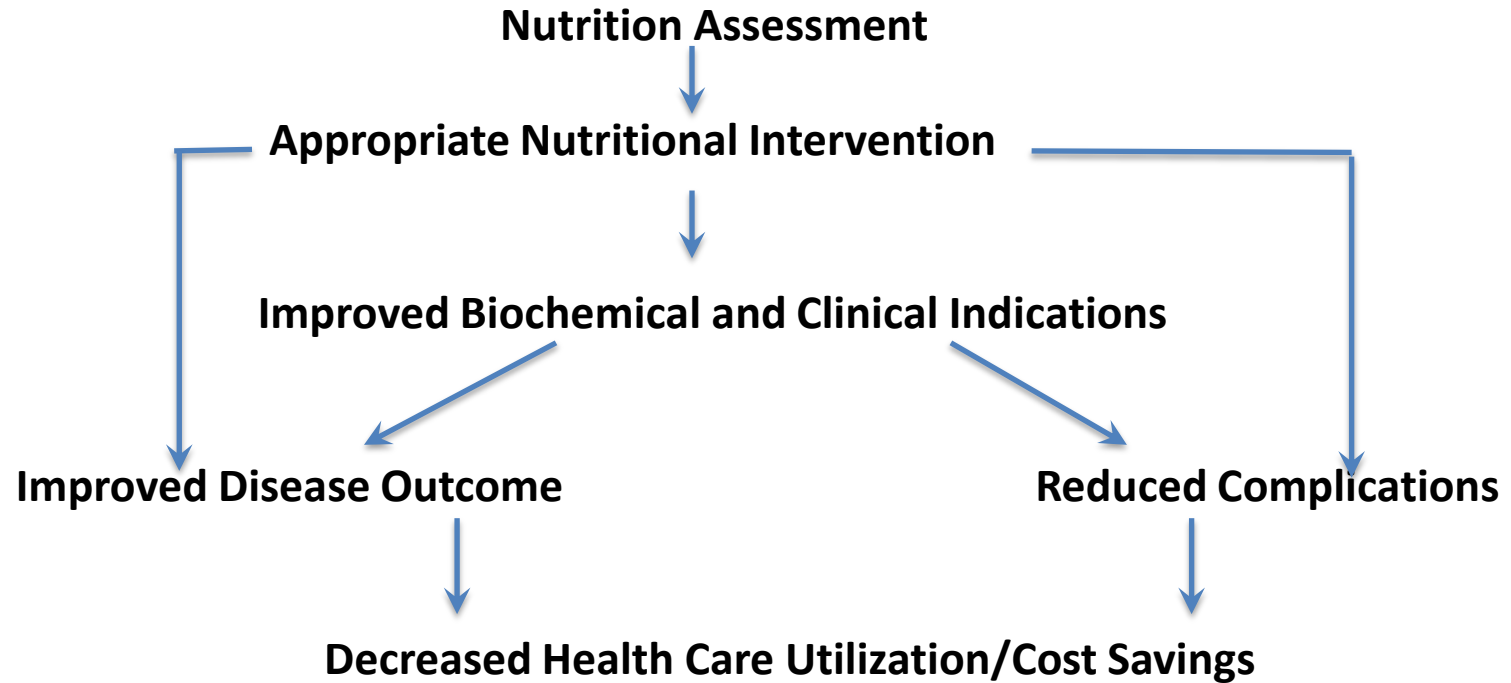 Nutrition Assessment
Appropriate Nutritional Intervention
Improved Biochemical and Clinical Indications
Improved Disease Outcome
Reduced Complications
Decreased Health Care Utilization/Cost Savings